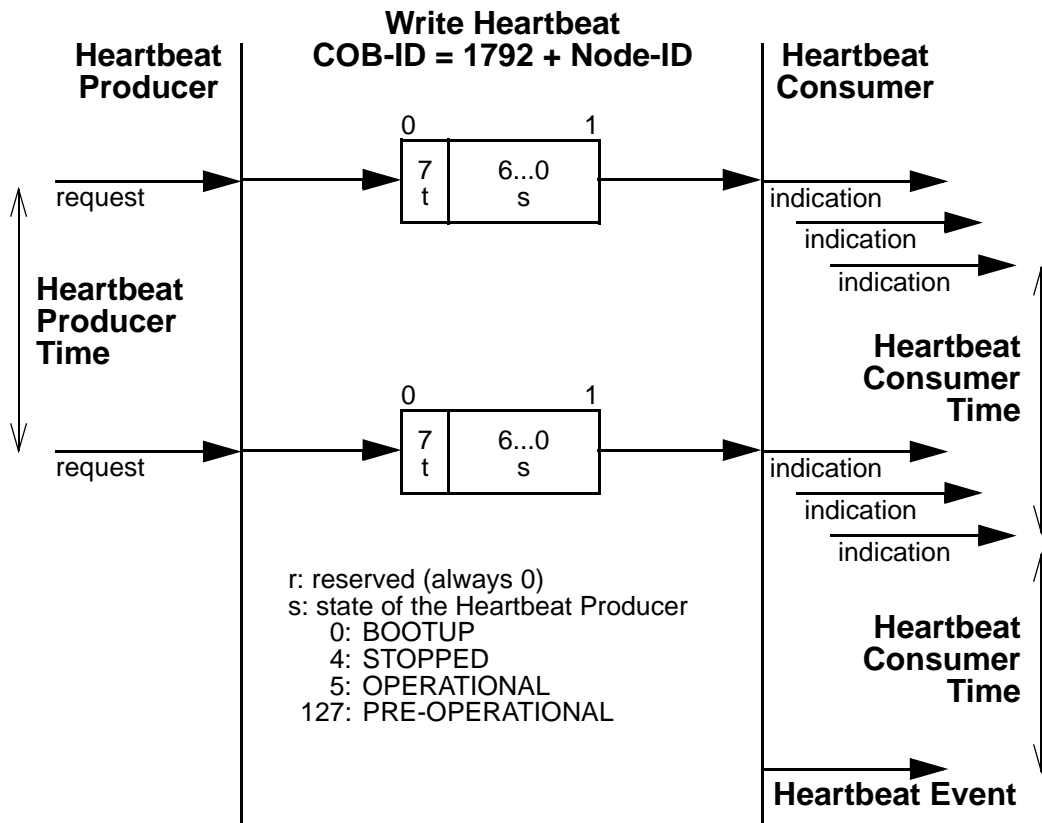 Write Heartbeat
COB-ID = 1792 + Node-ID
Heartbeat
Producer
Heartbeat
Consumer
0 1
7 6...0
t s
request
indication
indication
indication
Heartbeat
Producer
Time
Heartbeat
Consumer
Time
0 1
7 6...0
t s
request
indication
indication
indication
r: reserved (always 0)
s: state of the Heartbeat Producer
0: BOOTUP
4: STOPPED
5: OPERATIONAL
127: PRE-OPERATIONAL
Heartbeat
Consumer
Time
Heartbeat Event